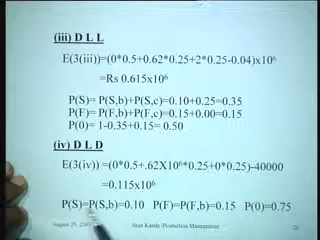 (iii) D L L
E(3(iii))=(0*0.5+0.62*0.25+2*0.25-0.04)x10⁶
=Rs 0.615x10⁶
P(S)= P(S,b)+P(S,c)=0.10+0.25=0.35
P(F)= P(F,b)+P(F,c)=0.15+0.00=0.15
P(0)= 1-0.35+0.15= 0.50
(iv) D L D
E(3(iv)) =(0*0.5+.62X10⁶*0.25+0*0.25)-40000
=0.115x10⁶
P(S)=P(S,b)=0.10 P(F)=P(F,b)=0.15 P(0)=0.75
August 29, Arun Kanda /Production Management